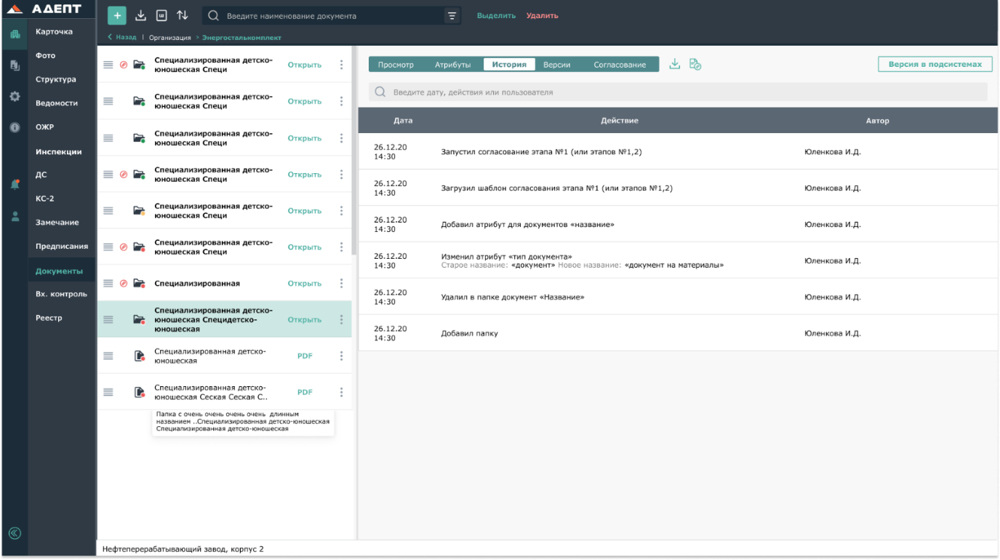 АДЕПТ
Карточка
Фото
Структура
Ведомости
ОЖР
Инспекции
ДС
КС-2
Замечание
Предписания
Документы
Вх. контроль
Реестр
Введите наименование документа
Выделить Удалить
Назад | Организация > Энергосталькомплект
Специализированная детско-
юношеская Специ
Открыть
Специализированная детско-
юношеская Специ
Открыть
Специализированная детско-
юношеская Специ
Открыть
Специализированная детско-
юношеская Специ
Открыть
Специализированная детско-
юношеская Специ
Открыть
Специализированная детско-
юношеская Специ
Открыть
Специализированная
Открыть
Специализированная детско-
юношеская Специдетско-
юношеская
Открыть
Специализированная детско-
юношеская
PDF
Специализированная детско-
юношеская Сеская Сеская С..
PDF
Папка с очень очень очень очень длинным
названием ..Специализированная детско-юношеская
Специализированная детско-юношеская
Просмотр Атрибуты История Версии Согласование
Версия в подсистемах
Введите дату, действия или пользователя
Дата Действие Автор
26.12.20
14:30
Запустил согласование этапа №1 (или этапов №1,2)
Юленкова И.Д.
26.12.20
14:30
Загрузил шаблон согласования этапа №1 (или этапов №1,2)
Юленкова И.Д.
26.12.20
14:30
Добавил атрибут для документов «название»
Юленкова И.Д.
26.12.20
14:30
Изменил атрибут «тип документа»
Старое название: «документ» Новое название: «документ на материалы»
Юленкова И.Д.
26.12.20
14:30
Удалил в папке документ «Название»
Юленкова И.Д.
26.12.20
14:30
Добавил папку
Юленкова И.Д.
Нефтеперерабатывающий завод, корпус 2